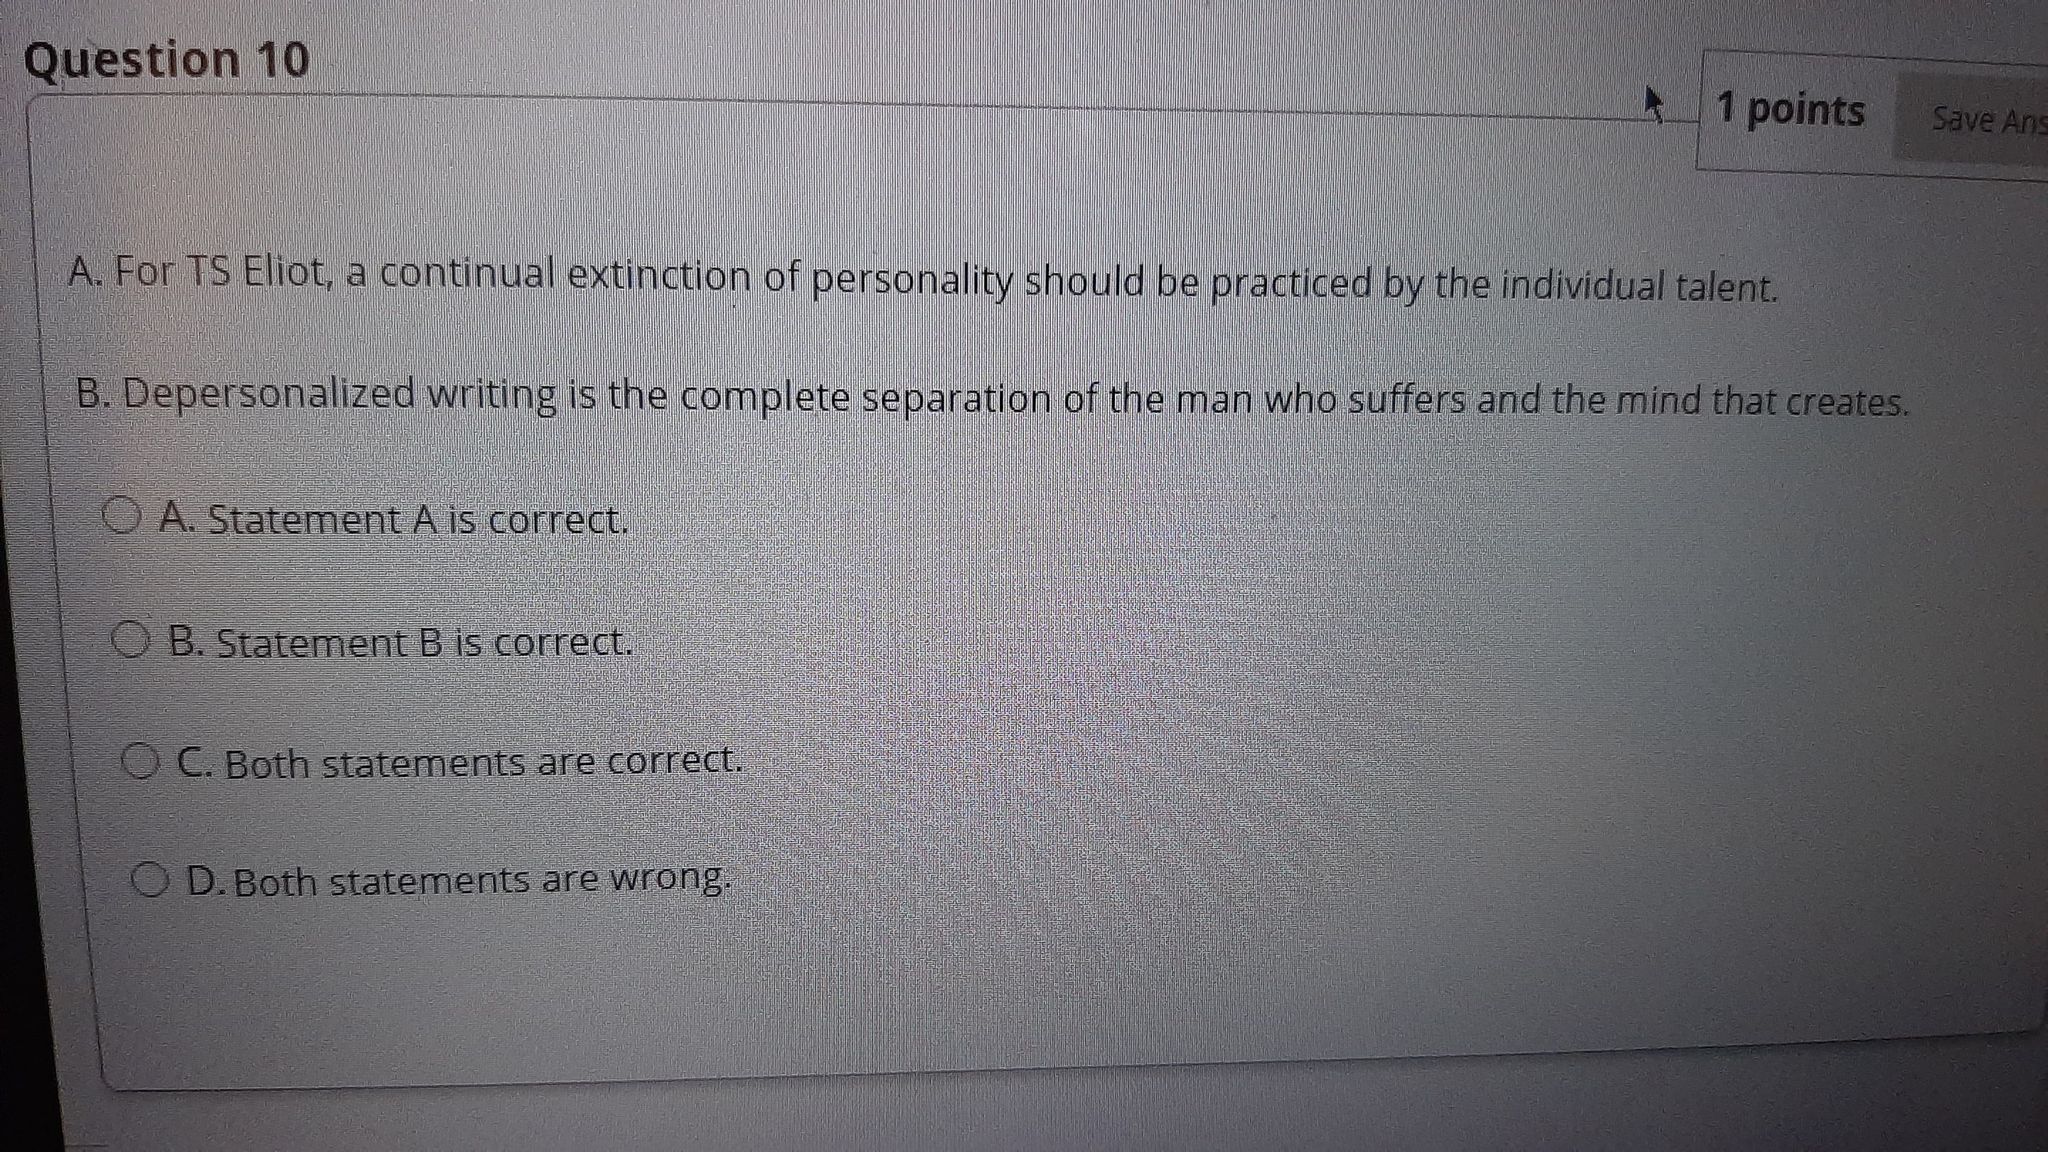 Question 10
1 points
Save Ans
A. For TS Eliot, a continual extinction of personality should be practiced by the individual talent.
B. Depersonalized writing is the complete separation of the man who suffers and the mind that creates.
A. Statement A is correct.
B. Statement B is correct.
C. Both statements are correct.
D. Both statements are wrong.